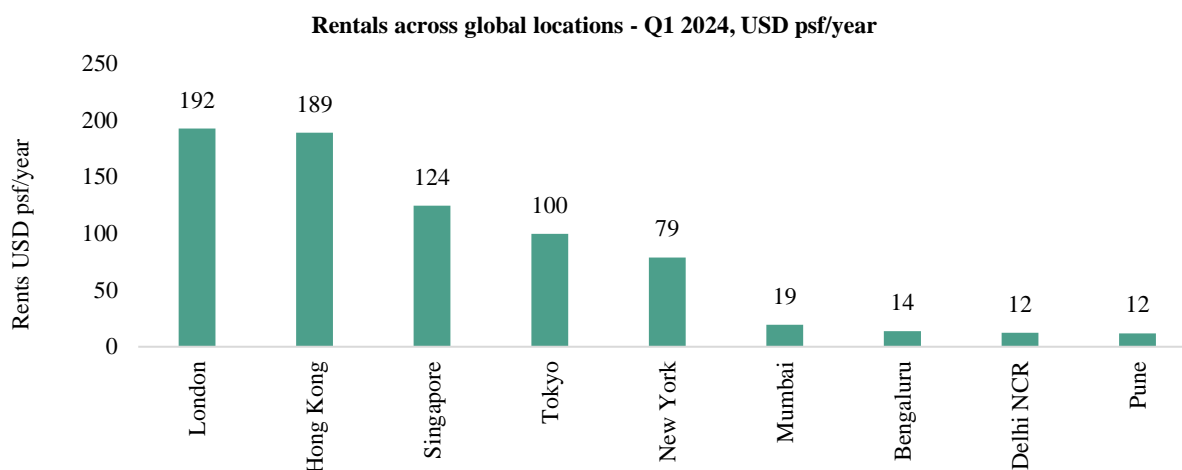 Rentals across global locations - Q1 2024, USD psf/year
Rents USD psf/year
250
200
150
100
50
0
192
189
124
100
79
19
14
12
12
London
Hong Kong
Singapore
Tokyo
New York
Mumbai
Bengaluru
Delhi NCR
Pune